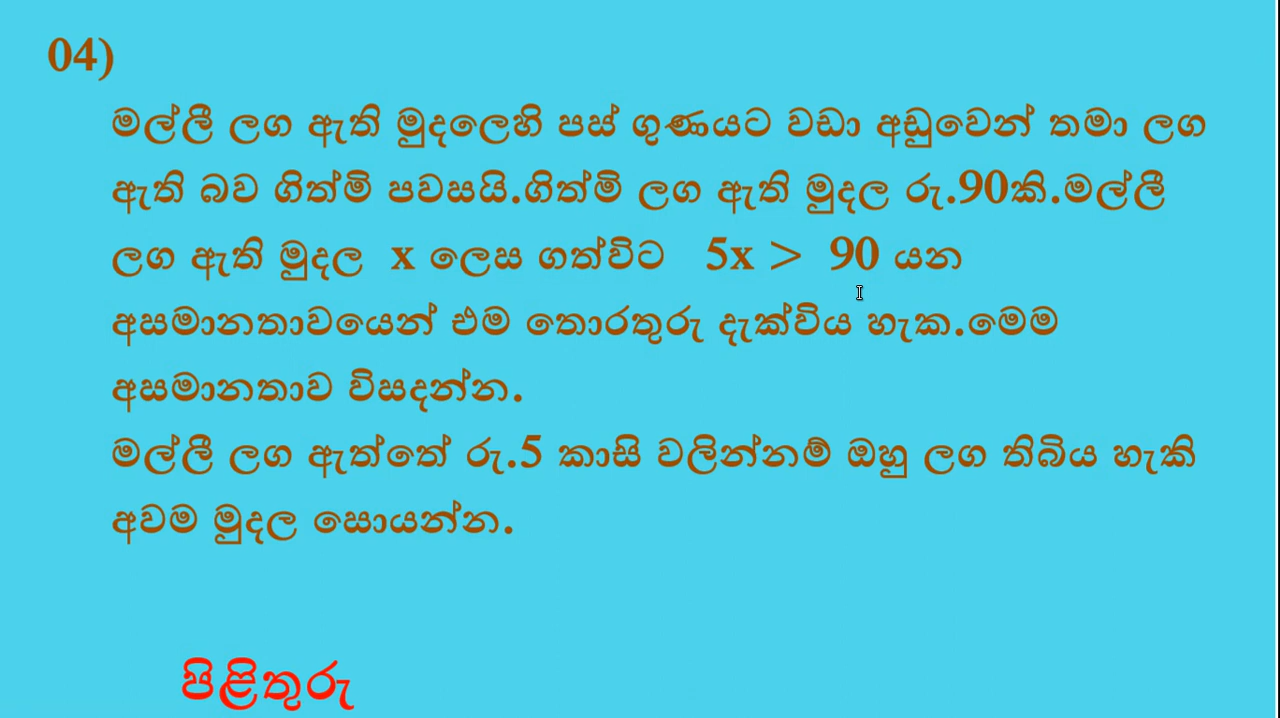 04)
මල්ලී ලග ඇති මුදලෙහි පස් ගුණයට වඩා අඩුවෙන් තමා ලග
ඇති බව ගිත්මි පවසයි.ගිත්මි ලග ඇති මුදල රු.90කි.මල්ලී
ලග ඇති මුදල x ලෙස ගත්විට 5x > 90 යන
අසමානතාවයෙන් එම තොරතුරු දැක්විය හැක.මෙම
අසමානතාව විසදන්න.
මල්ලී ලග ඇත්තේ රු.5 කාසි වලින්නම් ඔහු ලග තිබිය හැකි
අවම මුදල සොයන්න.
පිළිතුරු